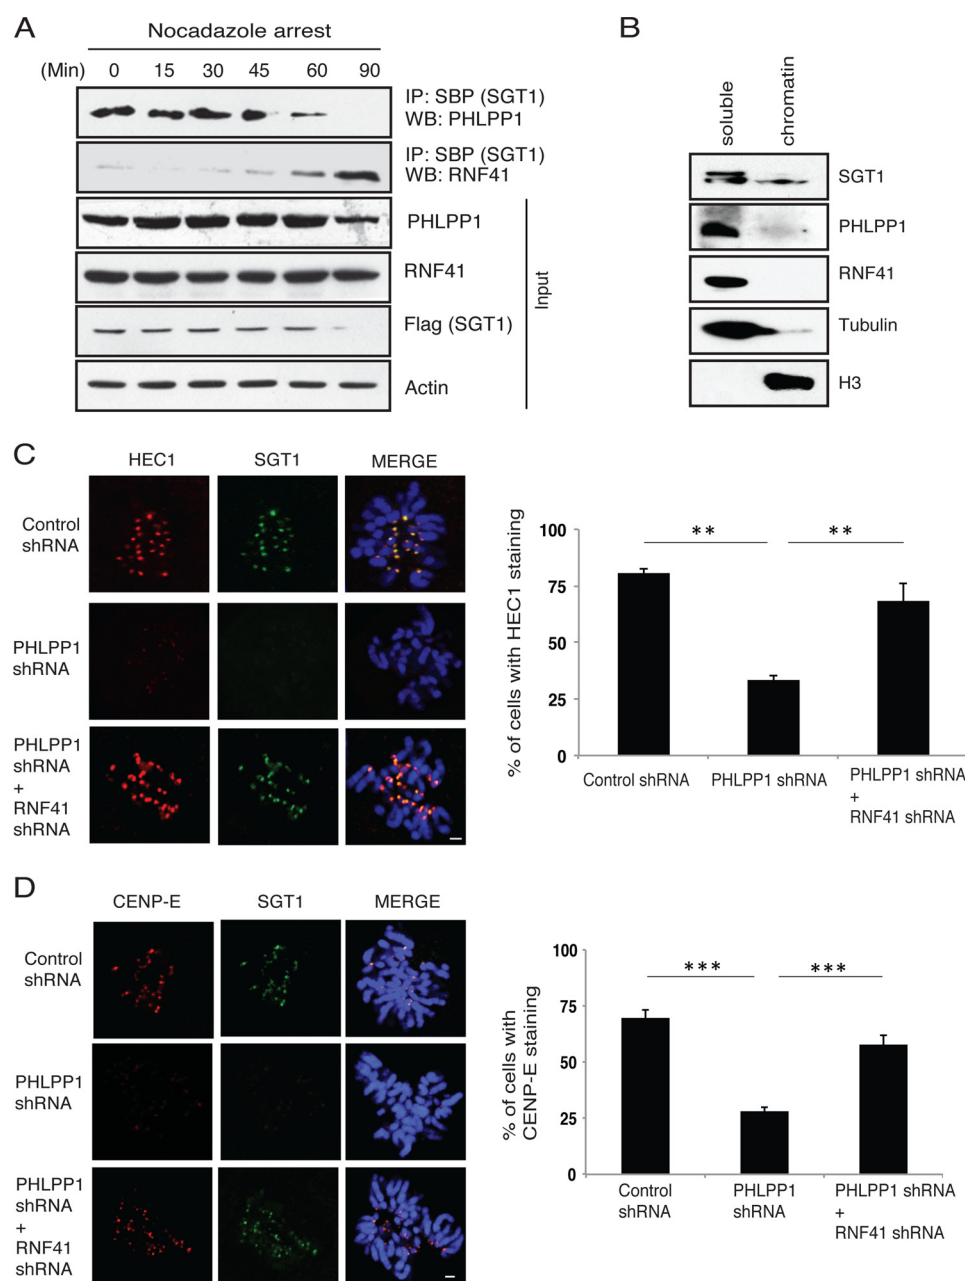 A
Nocadazole arrest
(Min) 0 15 30 45 60 90
IP: SBP (SGT1)
WB: PHLPP1
IP: SBP (SGT1)
WB: RNF41
PHLPP1
RNF41
Flag (SGT1)
Actin
Input
B
soluble
chromatin
SGT1
PHLPP1
RNF41
Tubulin
H3
C
HEC1 SGT1 MERGE
Control
shRNA
PHLPP1
shRNA
PHLPP1
shRNA
+
RNF41
shRNA
% of cells with HEC1 staining
100
75
50
25
0
** **
Control shRNA
PHLPP1 shRNA
PHLPP1 shRNA
+
RNF41 shRNA
D
CENP-E SGT1 MERGE
Control
shRNA
PHLPP1
shRNA
PHLPP1
shRNA
+
RNF41
shRNA
% of cells with
CENP-E staining
100
75
50
25
0
*** ***
Control
shRNA
PHLPP1
shRNA
PHLPP1 shRNA
+
RNF41 shRNA